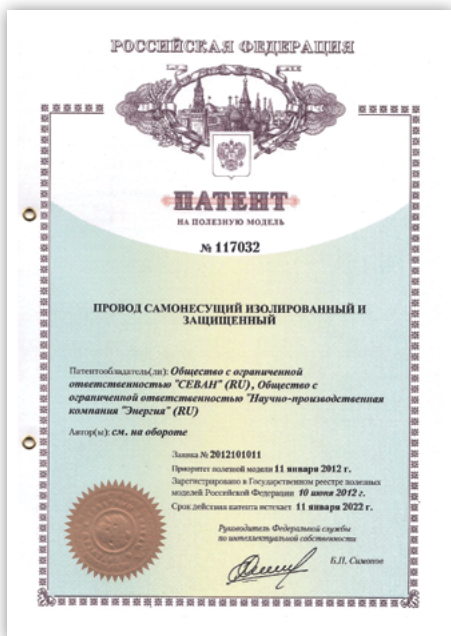 РОССИЙСКАЯ ФЕДЕРАЦИЯ
ПАТЕНТ
НА ПОЛЕЗНУЮ МОДЕЛЬ
№ 117032
ПРОВОД САМОНЕСУЩИЙ ИЗОЛИРОВАННЫЙ И
ЗАЩИЩЕННЫЙ
Патентообладатель(ли): Общество с ограниченной
ответственностью "СЕВАН" (RU), Общество с
ограниченной ответственностью "Научно-производственная
компания "Энергия" (RU)
Автор(ы): см. на обороте
Заявка № 2012101011
Приоритет полезной модели 11 января 2012 г.
Зарегистрировано в Государственном реестре полезных
моделей Российской Федерации 10 июня 2012 г.
Срок действия патента истекает 11 января 2022 г.
Руководитель Федеральной службы
по интеллектуальной собственности
Б.П. Симонов